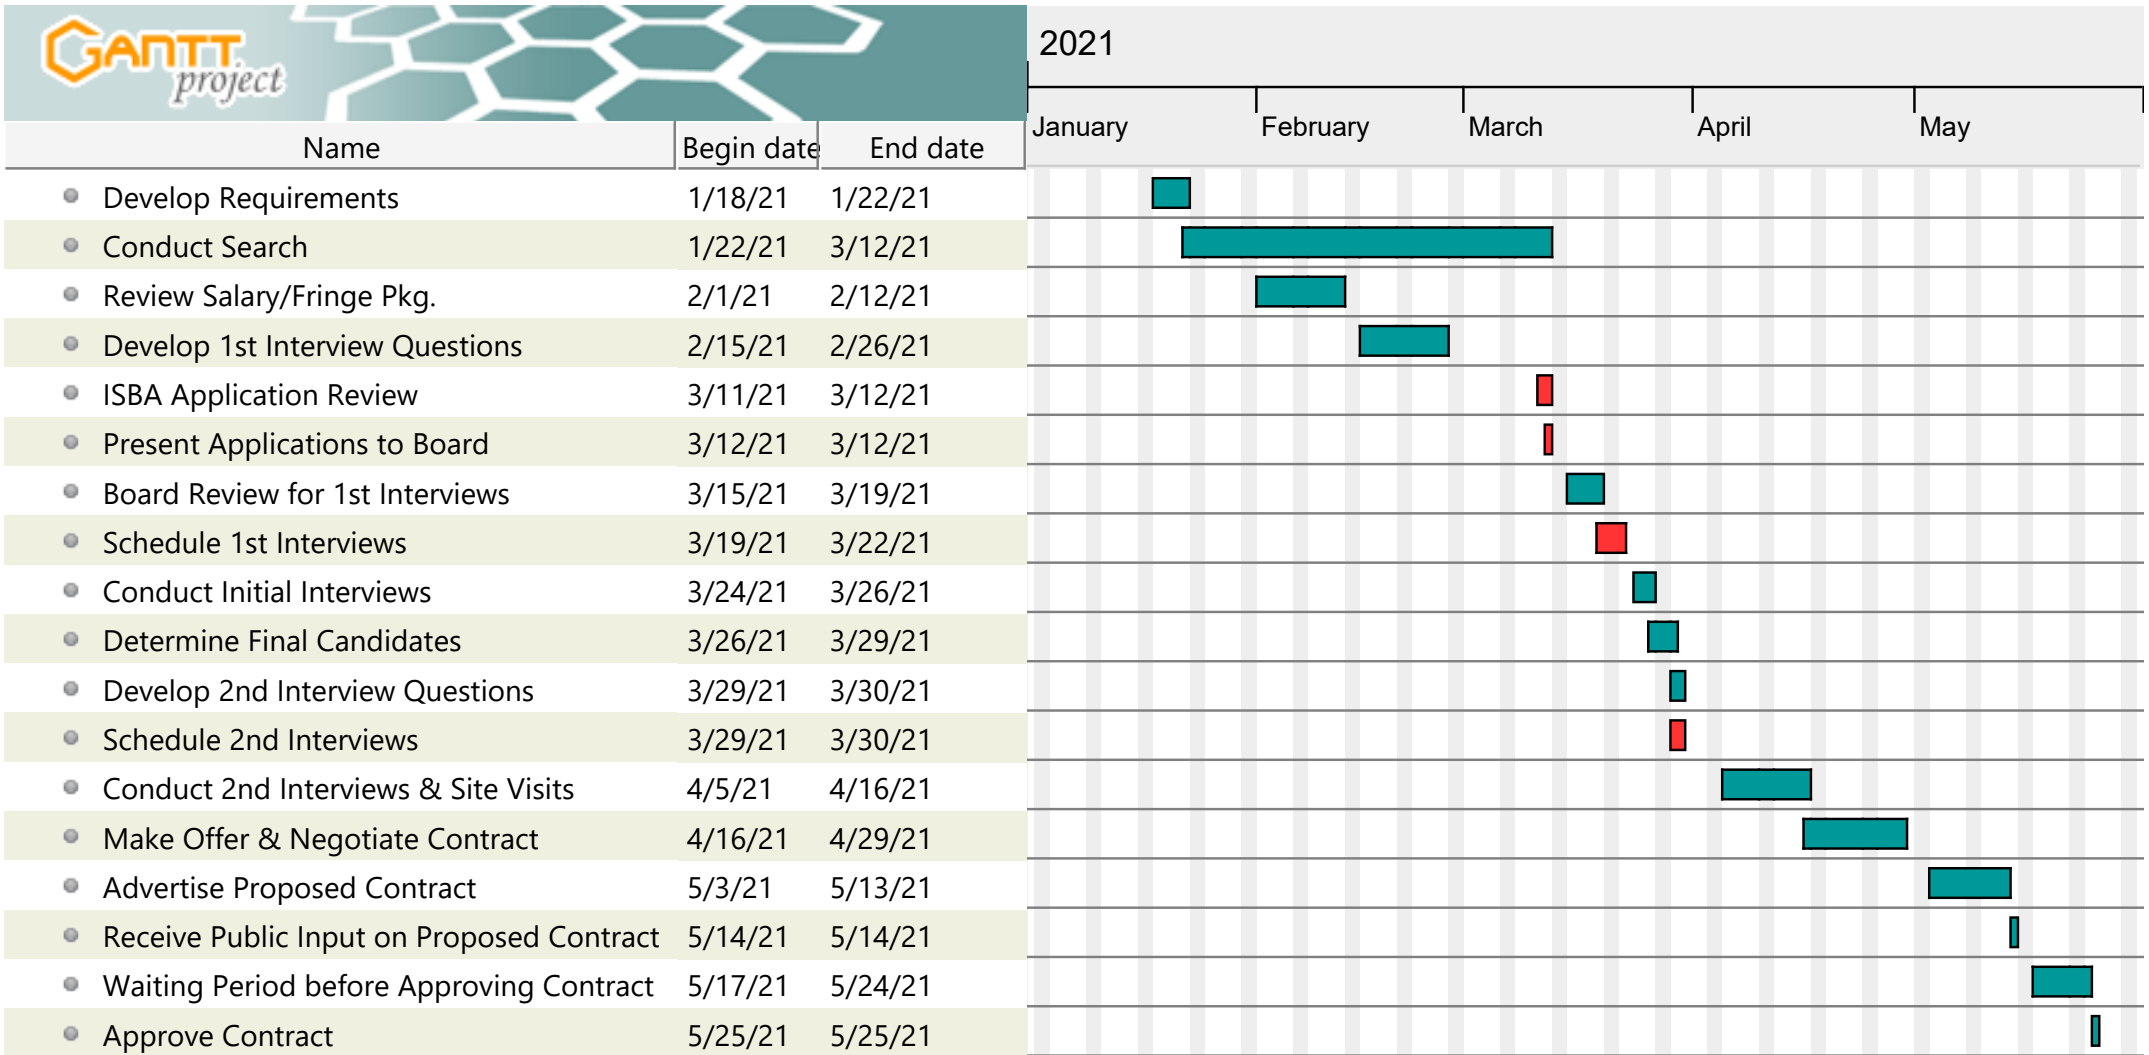 GANTT
project
2021
January February March April May
Name Begin date End date
Develop Requirements 1/18/21 1/22/21
Conduct Search 1/22/21 3/12/21
Review Salary/Fringe Pkg. 2/1/21 2/12/21
Develop 1st Interview Questions 2/15/21 2/26/21
ISBA Application Review 3/11/21 3/12/21
Present Applications to Board 3/12/21 3/12/21
Board Review for 1st Interviews 3/15/21 3/19/21
Schedule 1st Interviews 3/19/21 3/22/21
Conduct Initial Interviews 3/24/21 3/26/21
Determine Final Candidates 3/26/21 3/29/21
Develop 2nd Interview Questions 3/29/21 3/30/21
Schedule 2nd Interviews 3/29/21 3/30/21
Conduct 2nd Interviews & Site Visits 4/5/21 4/16/21
Make Offer & Negotiate Contract 4/16/21 4/29/21
Advertise Proposed Contract 5/3/21 5/13/21
Receive Public Input on Proposed Contract 5/14/21 5/14/21
Waiting Period before Approving Contract 5/17/21 5/24/21
Approve Contract 5/25/21 5/25/21